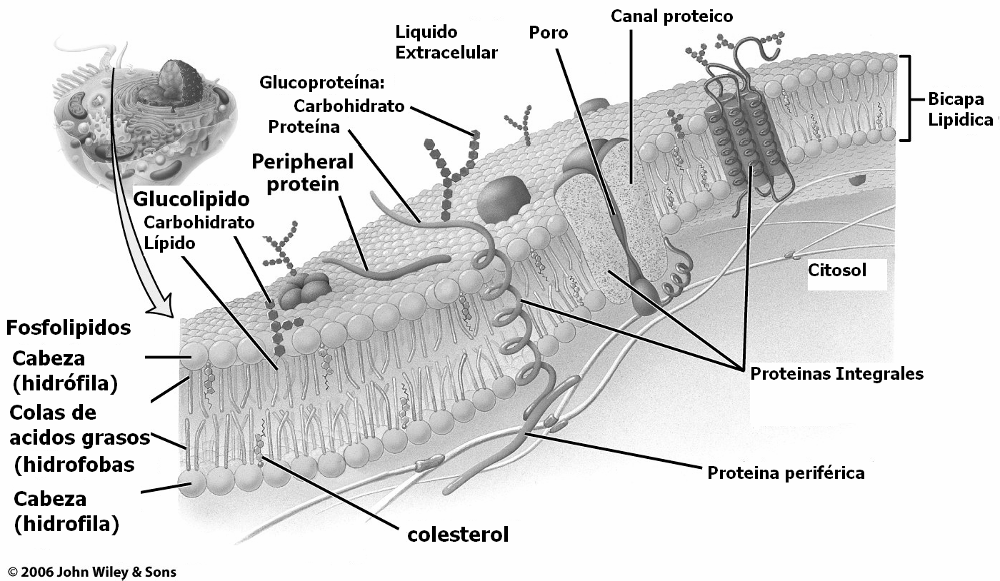 Canal proteico
Liquido
Extracelular
Poro
Glucoproteína:
Carbohidrato
Proteína
Bicapa
Lipidica
Peripheral
protein
Glucolipido
Carbohidrato
Lípido
Citosol
Fosfolipidos
Cabeza
(hidrófila)
Colas de
acidos grasos
(hidrofobas
Cabeza
(hidrofila)
Proteinas Integrales
Proteina periférica
colesterol
© 2006 John Wiley & Sons